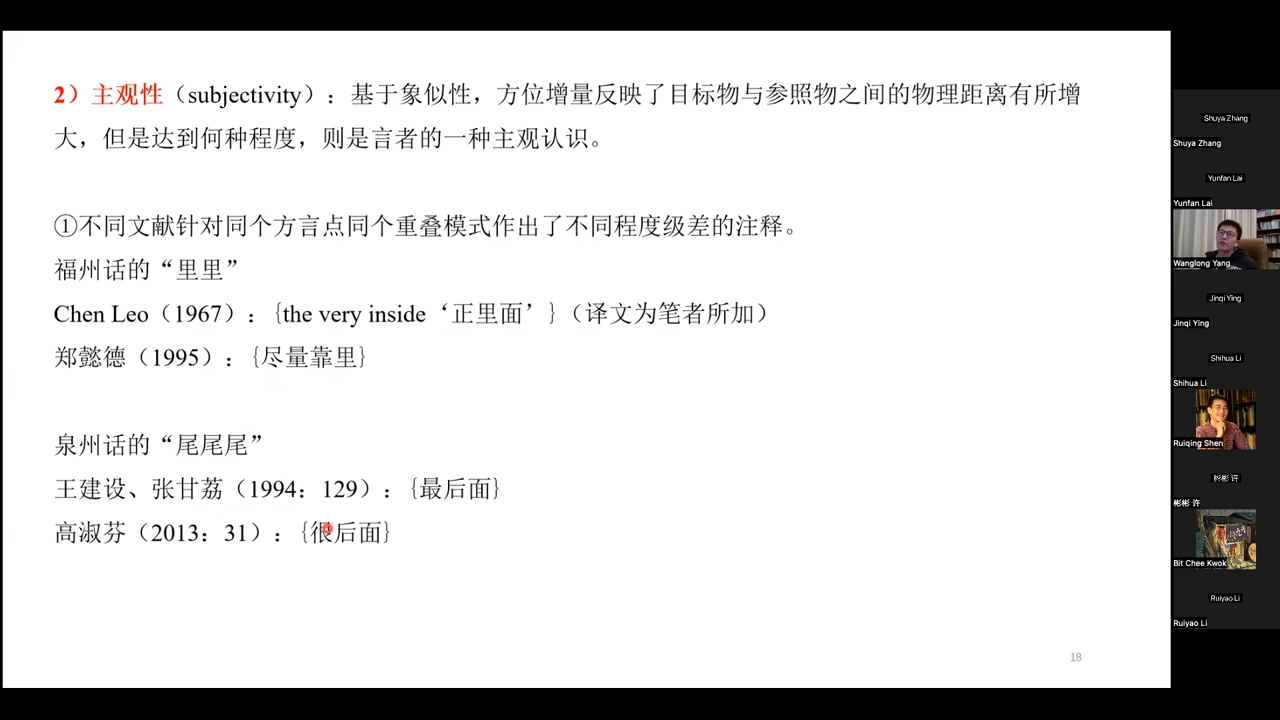 2）主观性（subjectivity）：基于象似性，方位增量反映了目标物与参照物之间的物理距离有所增
大，但是达到何种程度，则是言者的一种主观认识。
①不同文献针对同个方言点同个重叠模式作出了不同程度级差的注释。
福州话的“里里”
Chen Leo（1967）：{the very inside‘正里面’}（译文为笔者所加）
郑懿德（1995）：{尽量靠里}
泉州话的“尾尾尾”
王建设、张甘荔（1994：129）：{最后面}
高淑芬（2013：31）：{很后面}
18
Shuya Zhang
Shuya Zhang
Yunfan Lai
Yunfan Lai
Wanglong Yang
Jinqi Ying
Jinqi Ying
Shihua Li
Shihua Li
Ruiqing Shen
彬彬 许
彬彬 许
Bit Chee Kwok
Ruiyao Li
Ruiyao Li